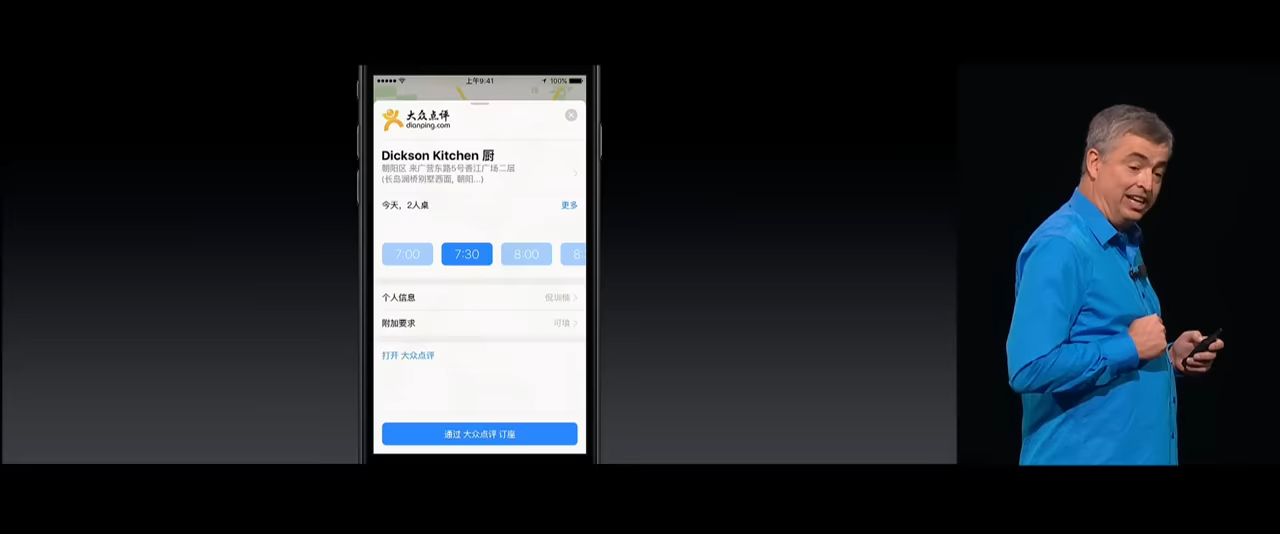 上午9:41
100%
大众点评
dianping.com
Dickson Kitchen 厨
朝阳区 来广营东路5号香江广场二层
(长岛澜桥别墅西面, 朝阳...)
今天，2人桌
更多
7:00
7:30
8:00
8:
个人信息
附加要求
可填
打开 大众点评
通过 大众点评 订座